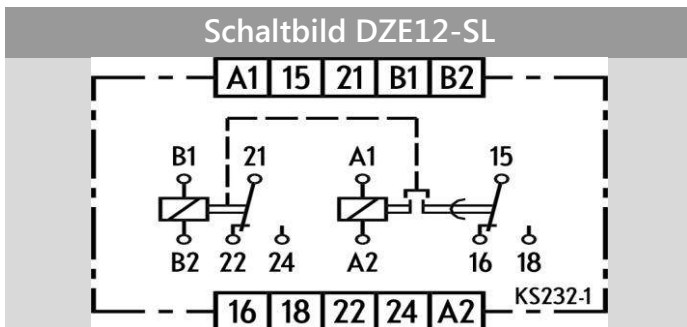 Schaltbild DZE12-SL
A1 15 21 B1 B2
B1 21 A1 15
B2 22 24 A2 16 18
KS232-1
16 18 22 24 A2